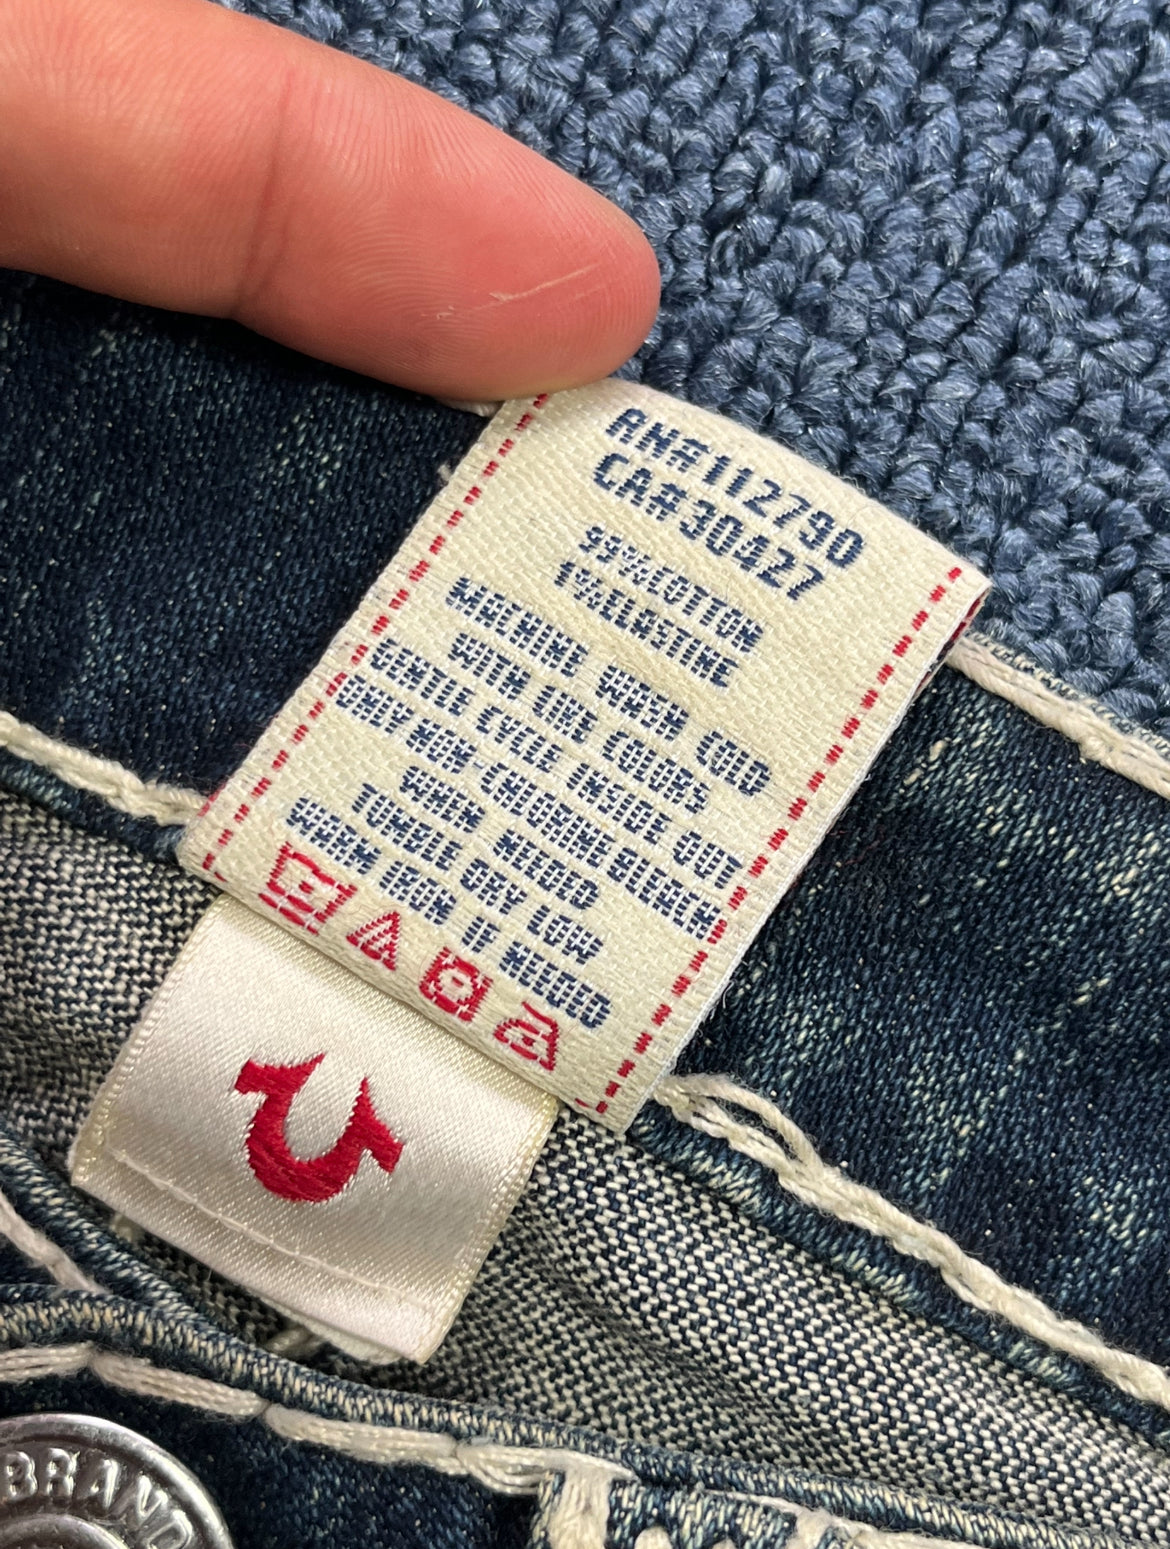 RN#112790
CA#30427
99%COTTON
1%ELASTINE
MACHINE WASH COLD
WITH LIKE COLORS
GENTLE CYCLE INSIDE OUT
ONLY NON-CHLORINE BLEACH
WHEN NEEDED
TUMBLE DRY LOW
WARM IRON IF NEEDED
BRAND